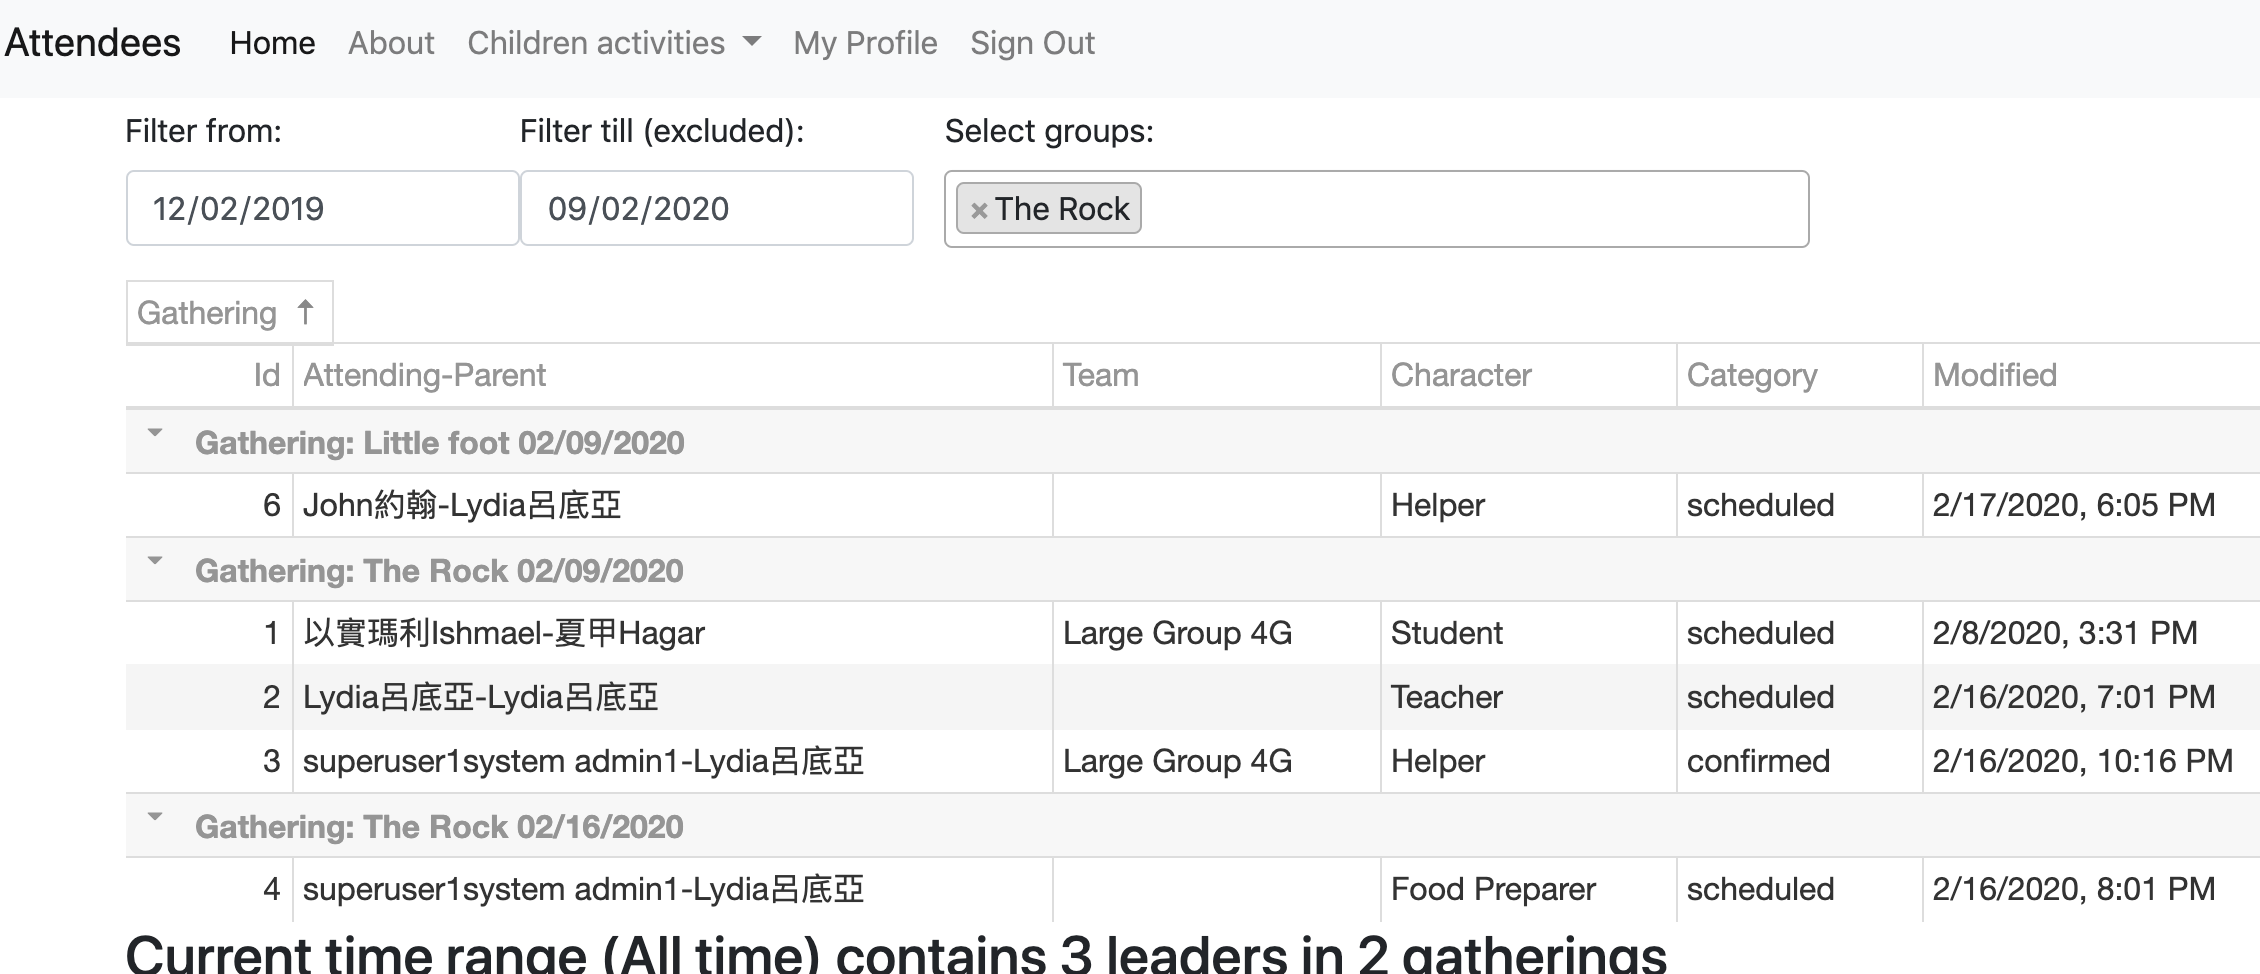 Attendees Home About Children activities My Profile Sign Out
Filter from: Filter till (excluded): Select groups:
12/02/2019 09/02/2020 × The Rock
Gathering ↑
Id Attending-Parent Team Character Category Modified
Gathering: Little foot 02/09/2020
6 John約翰-Lydia呂底亞 Helper scheduled 2/17/2020, 6:05 PM
Gathering: The Rock 02/09/2020
1 以實瑪利Ishmael-夏甲Hagar Large Group 4G Student scheduled 2/8/2020, 3:31 PM
2 Lydia呂底亞-Lydia呂底亞 Teacher scheduled 2/16/2020, 7:01 PM
3 superuser1system admin1-Lydia呂底亞 Large Group 4G Helper confirmed 2/16/2020, 10:16 PM
Gathering: The Rock 02/16/2020
4 superuser1system admin1-Lydia呂底亞 Food Preparer scheduled 2/16/2020, 8:01 PM
Current time range (All time) contains 3 leaders in 2 gatherings